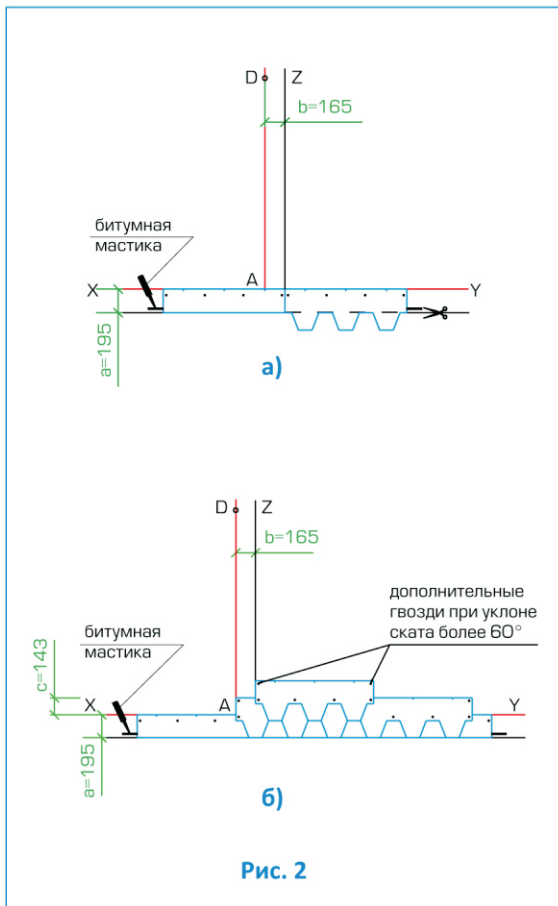 D
Z
b=165
битумная
мастика
X
A
Y
a=195
а)
D
Z
b=165
дополнительные
гвозди при уклоне
ската более 60°
битумная
мастика
c=143
X
A
Y
a=195
б)
Рис. 2